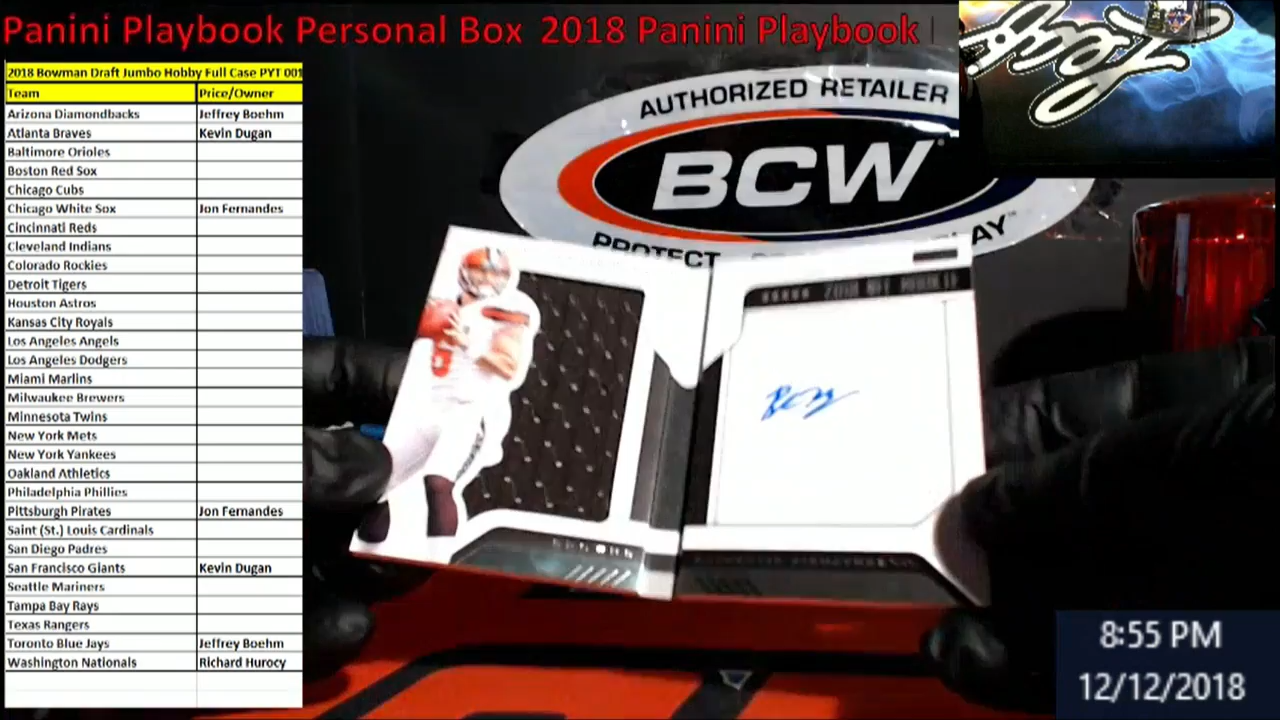 Panini Playbook Personal Box 2018 Panini Playbook
2018 Bowman Draft Jumbo Hobby Full Case PYT 001
Team Price/Owner
Arizona Diamondbacks Jeffrey Boehm
Atlanta Braves Kevin Dugan
Baltimore Orioles
Boston Red Sox
Chicago Cubs
Chicago White Sox Jon Fernandes
Cincinnati Reds
Cleveland Indians
Colorado Rockies
Detroit Tigers
Houston Astros
Kansas City Royals
Los Angeles Angels
Los Angeles Dodgers
Miami Marlins
Milwaukee Brewers
Minnesota Twins
New York Mets
New York Yankees
Oakland Athletics
Philadelphia Phillies
Pittsburgh Pirates Jon Fernandes
Saint (St.) Louis Cardinals
San Diego Padres
San Francisco Giants Kevin Dugan
Seattle Mariners
Tampa Bay Rays
Texas Rangers
Toronto Blue Jays Jeffrey Boehm
Washington Nationals Richard Hurocy
AUTHORIZED RETAILER
BCW
PROTECT
8:55 PM
12/12/2018